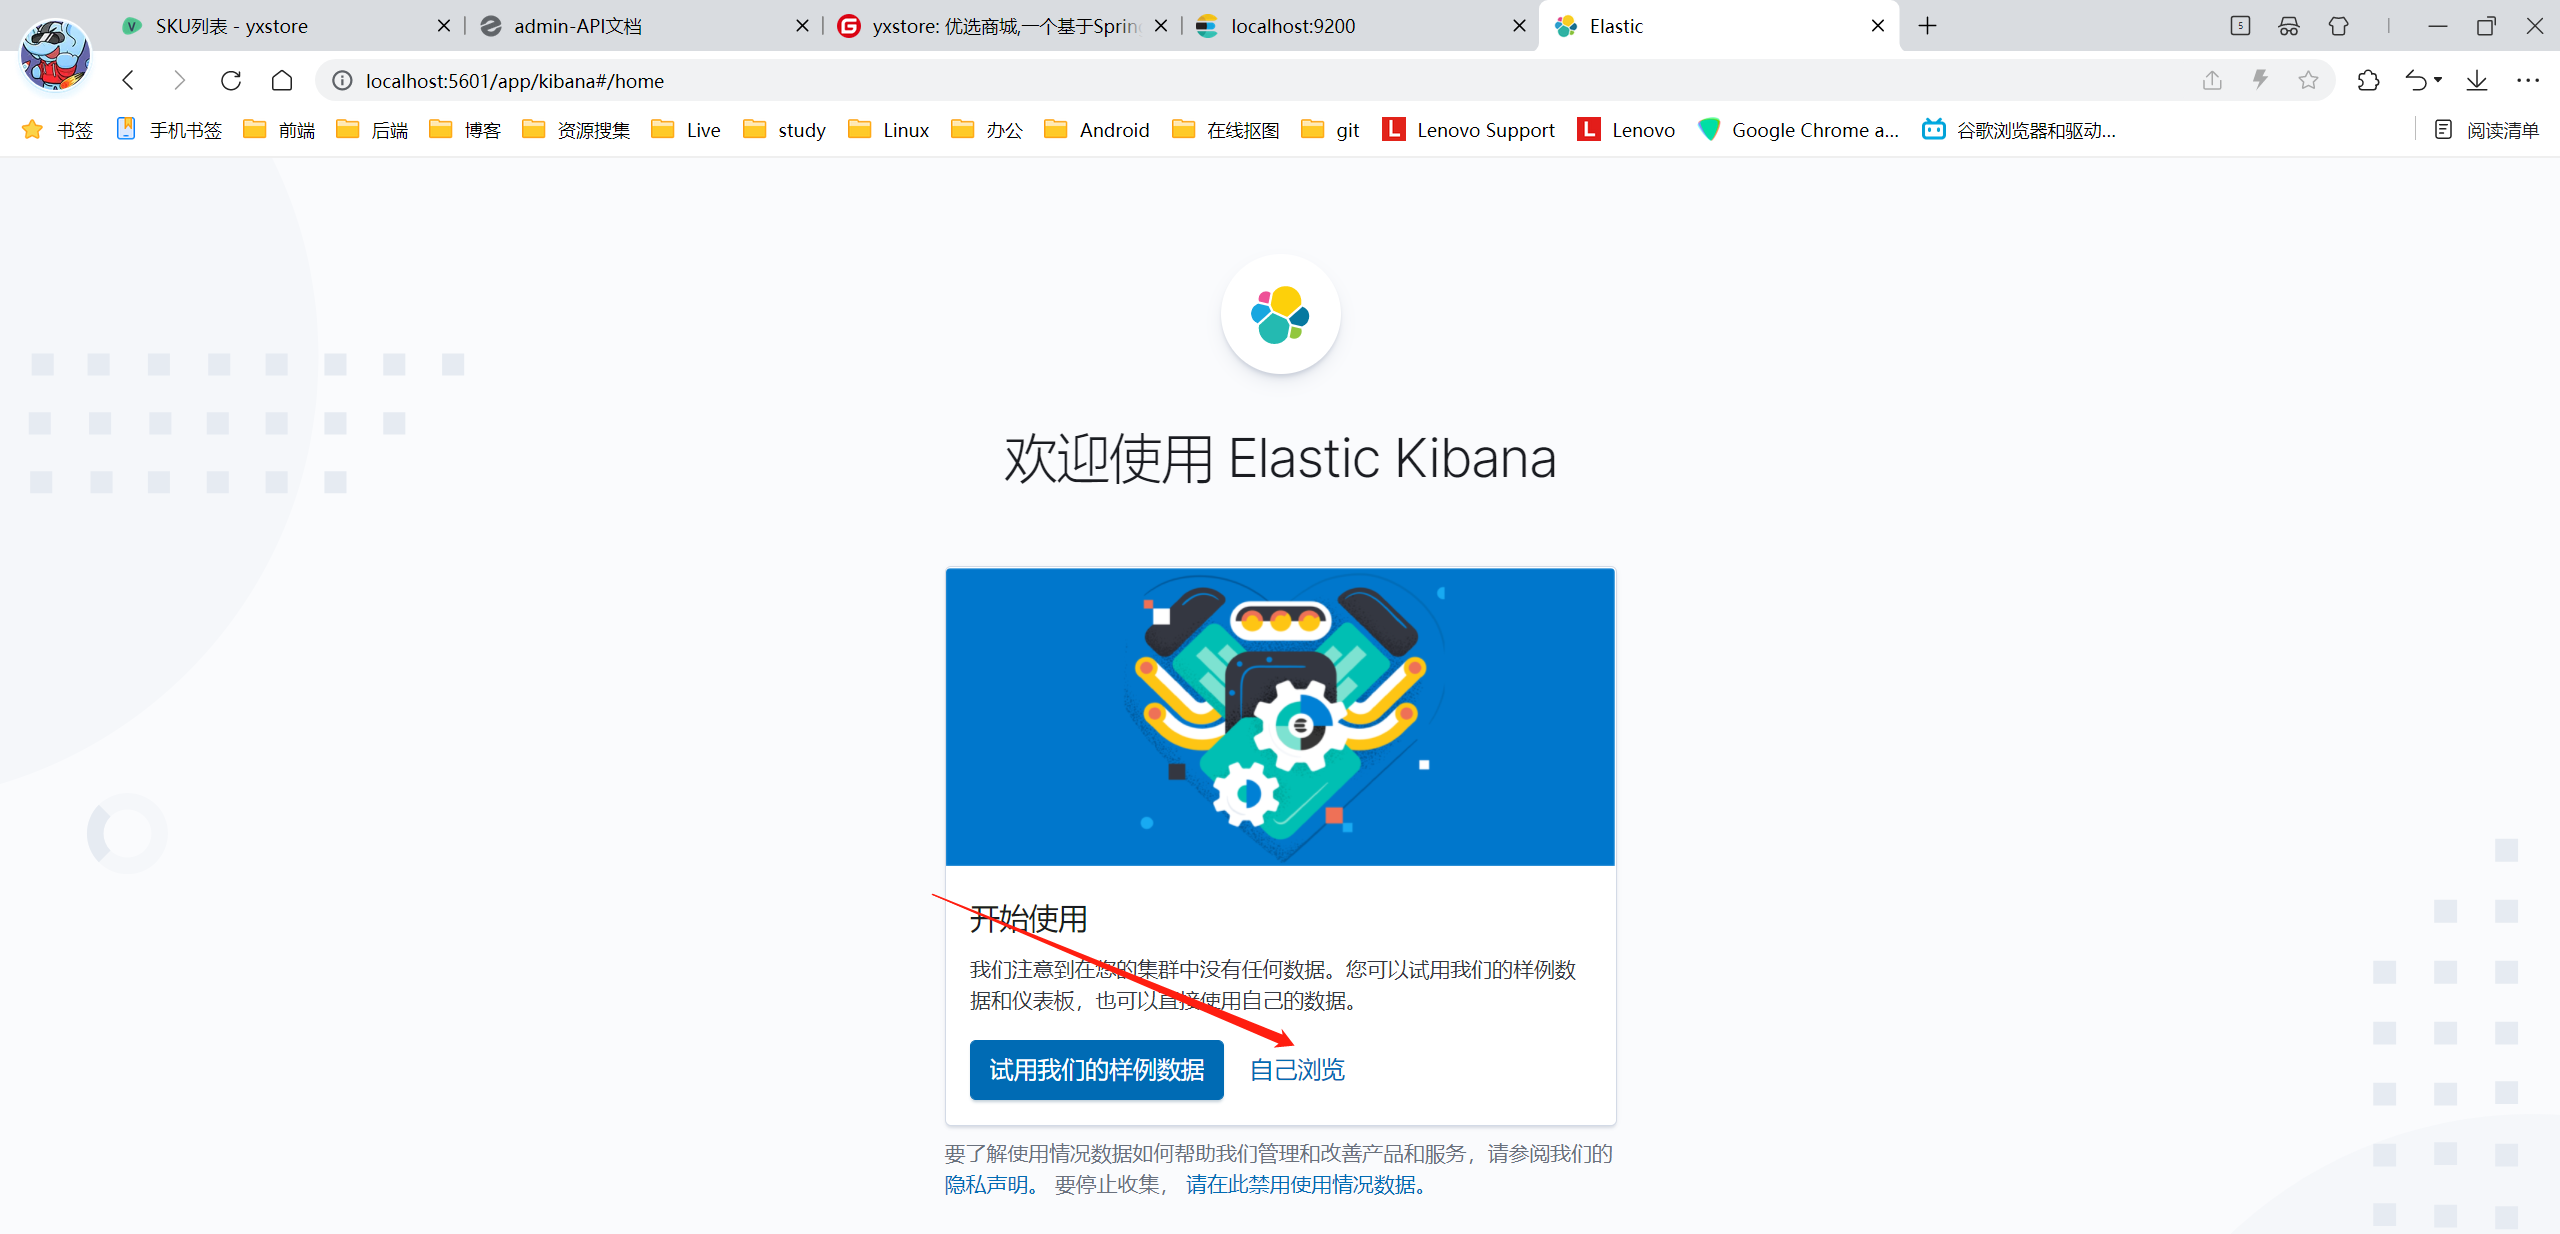 SKU列表 - yxstore
admin-API文档
yxstore: 优选商城,一个基于Sprin
localhost:9200
Elastic
5
localhost:5601/app/kibana#/home
书签
手机书签
前端
后端
博客
资源搜集
Live
study
Linux
办公
Android
在线抠图
git
L
Lenovo Support
L
Lenovo
Google Chrome a...
谷歌浏览器和驱动...
阅读清单
欢迎使用 Elastic Kibana
开始使用
我们注意到在您的集群中没有任何数据。您可以试用我们的样例数
据和仪表板，也可以直接使用自己的数据。
试用我们的样例数据
自己浏览
要了解使用情况数据如何帮助我们管理和改善产品和服务，请参阅我们的
隐私声明。 要停止收集， 请在此禁用使用情况数据。